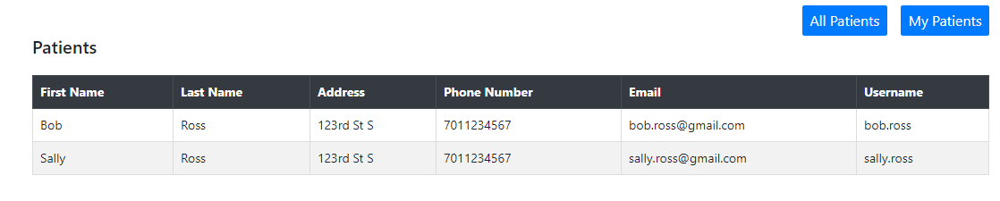 All Patients My Patients
Patients
First Name Last Name Address Phone Number Email Username
Bob Ross 123rd St S 7011234567 bob.ross@gmail.com bob.ross
Sally Ross 123rd St S 7011234567 sally.ross@gmail.com sally.ross